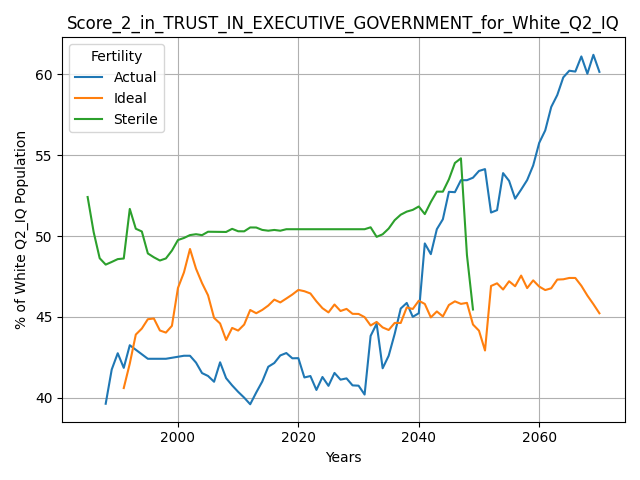 Score_2_in_TRUST_IN_EXECUTIVE_GOVERNMENT_for_White_Q2_IQ
Fertility
Actual
Ideal
Sterile
% of White Q2_IQ Population
60
55
50
45
40
2000
2020
2040
2060
Years